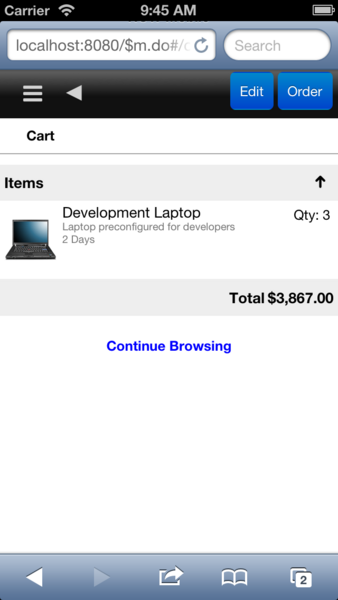 Carrier 9:45 AM
localhost:8080/$m.do#/ Search
Edit Order
Cart
Items
Development Laptop Qty: 3
Laptop preconfigured for developers
2 Days
Total $3,867.00
Continue Browsing
2